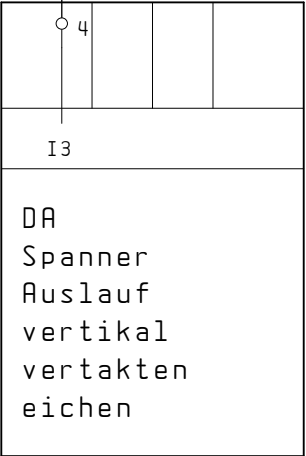 4
I3
DA
Spanner
Auslauf
vertikal
vertakten
eichen